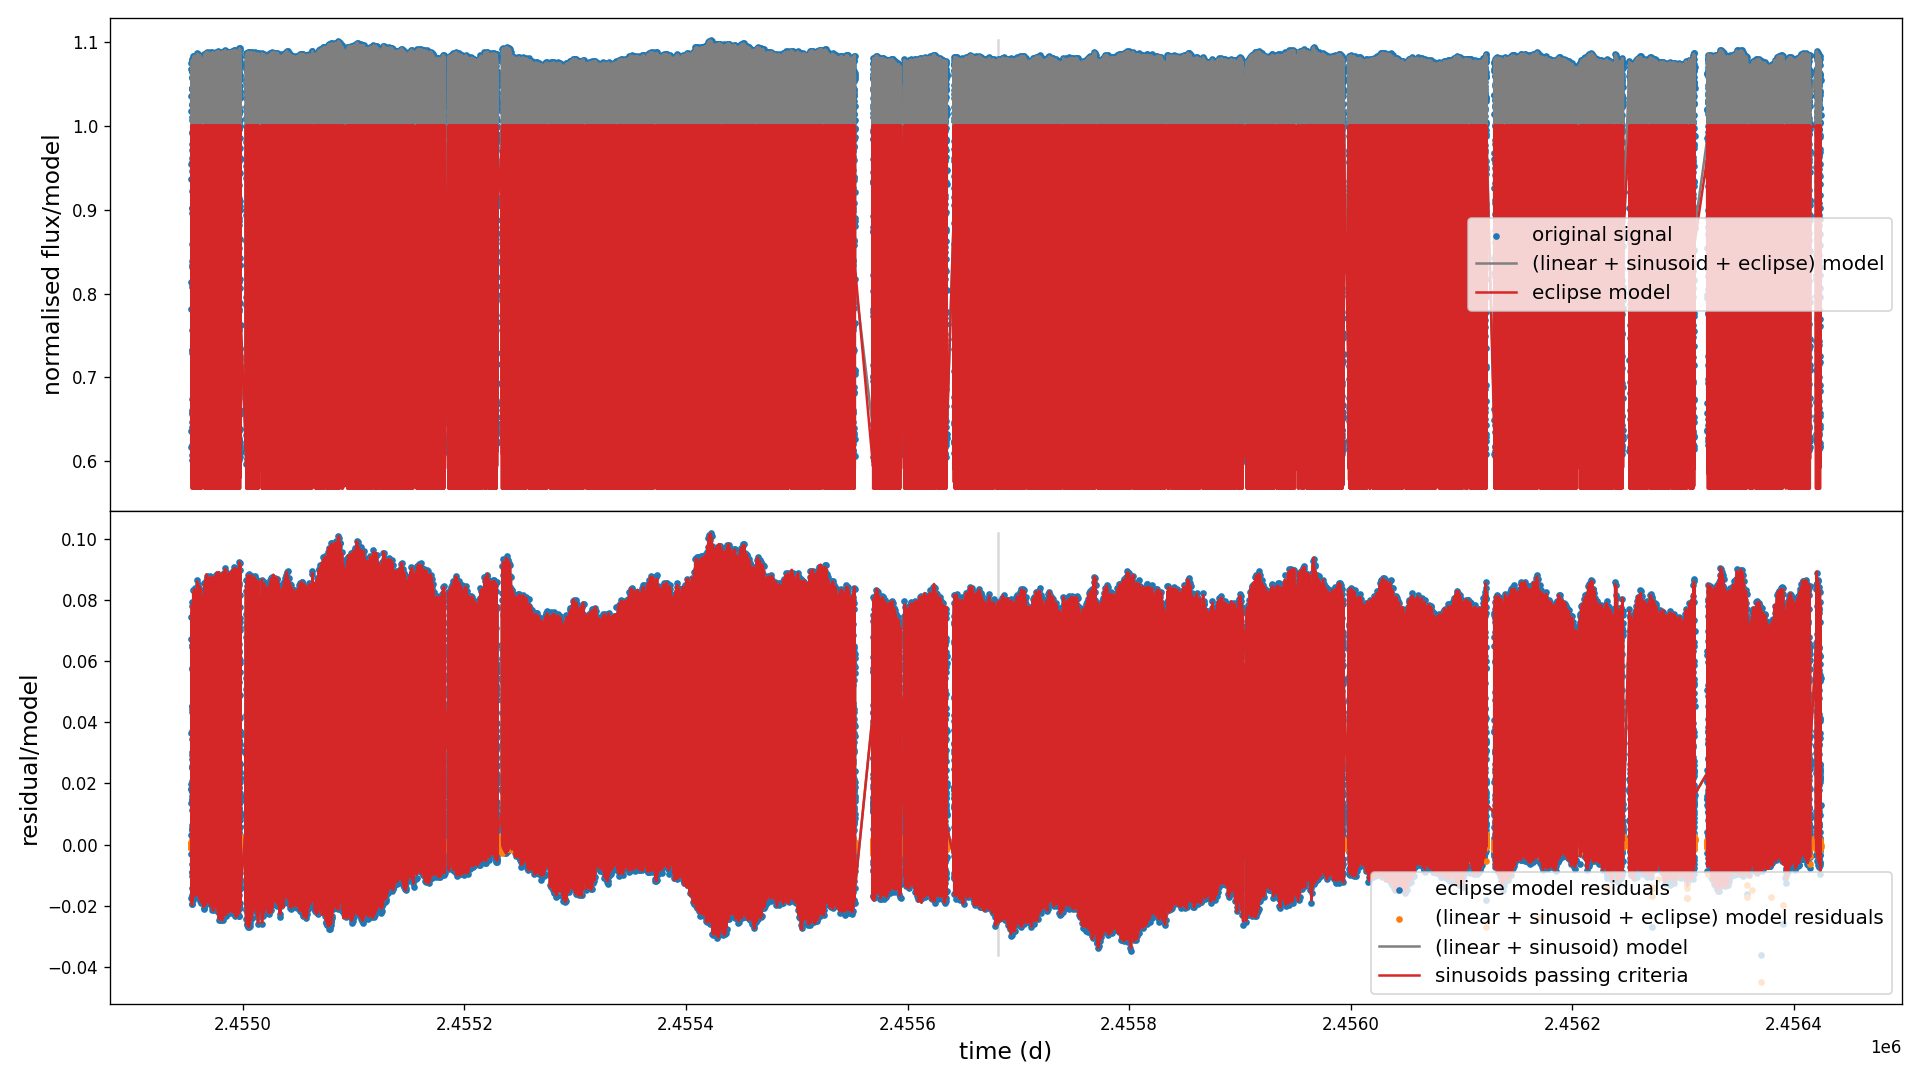 1.1
1.0
0.9
0.8
0.7
0.6
normalised flux/model
original signal
(linear + sinusoid + eclipse) model
eclipse model
0.10
0.08
0.06
0.04
0.02
0.00
−0.02
−0.04
residual/model
eclipse model residuals
(linear + sinusoid + eclipse) model residuals
(linear + sinusoid) model
sinusoids passing criteria
2.4550 2.4552 2.4554 2.4556 2.4558 2.4560 2.4562 2.4564
1e6
time (d)